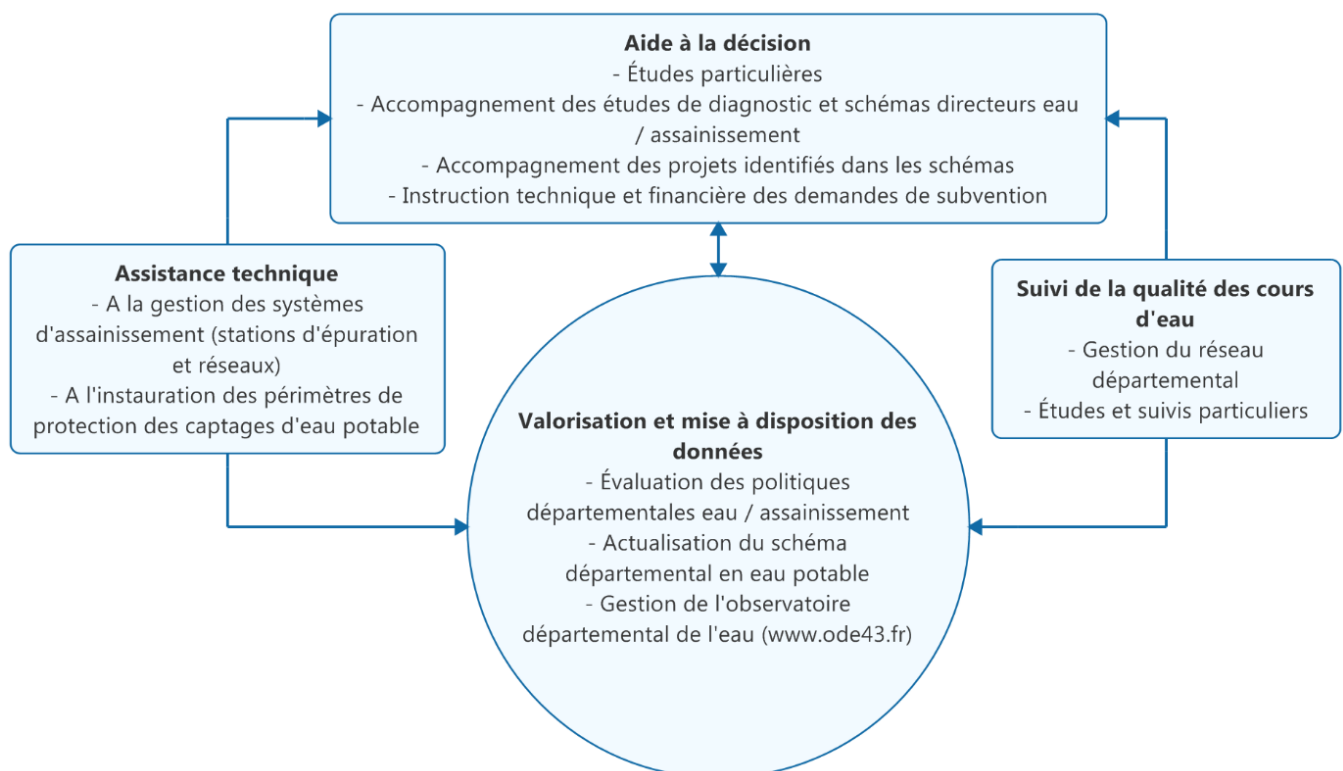 Aide à la décision
- Études particulières
- Accompagnement des études de diagnostic et schémas directeurs eau
/ assainissement
- Accompagnement des projets identifiés dans les schémas
- Instruction technique et financière des demandes de subvention
Assistance technique
- A la gestion des systèmes
d'assainissement (stations d'épuration
et réseaux)
- A l'instauration des périmètres de
protection des captages d'eau potable
Suivi de la qualité des cours
d'eau
- Gestion du réseau
départemental
- Études et suivis particuliers
Valorisation et mise à disposition des
données
- Évaluation des politiques
départementales eau / assainissement
- Actualisation du schéma
départemental en eau potable
- Gestion de l'observatoire
départemental de l'eau (www.ode43.fr)